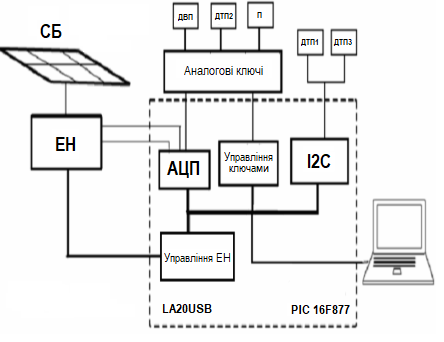 СБ
ДВП
ДТП2
П
ДТП1
ДТП3
Аналогові ключі
ЕН
АЦП
Управління
ключами
I2C
Управління ЕН
LA20USB
PIC 16F877